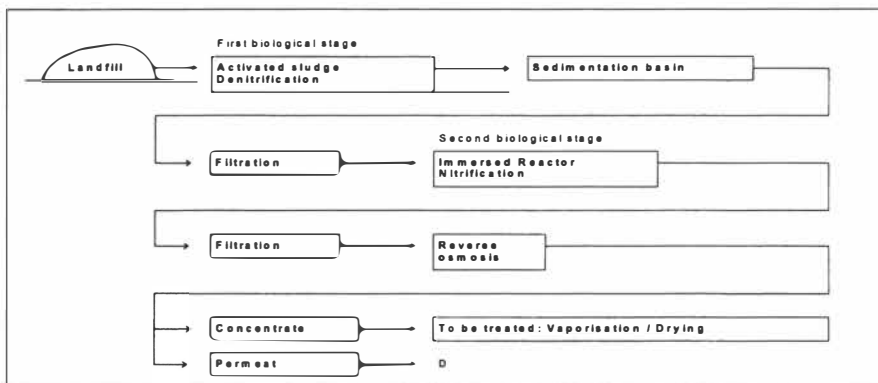 First biological stage
Landfill
Activated sludge
Denitrification
Sedimentation basin
Second biological stage
Filtration
Immersed Reactor
Nitrification
Filtration
Reverse
osmosis
Concentrate
To be treated: Vaporisation / Drying
Permeat
D